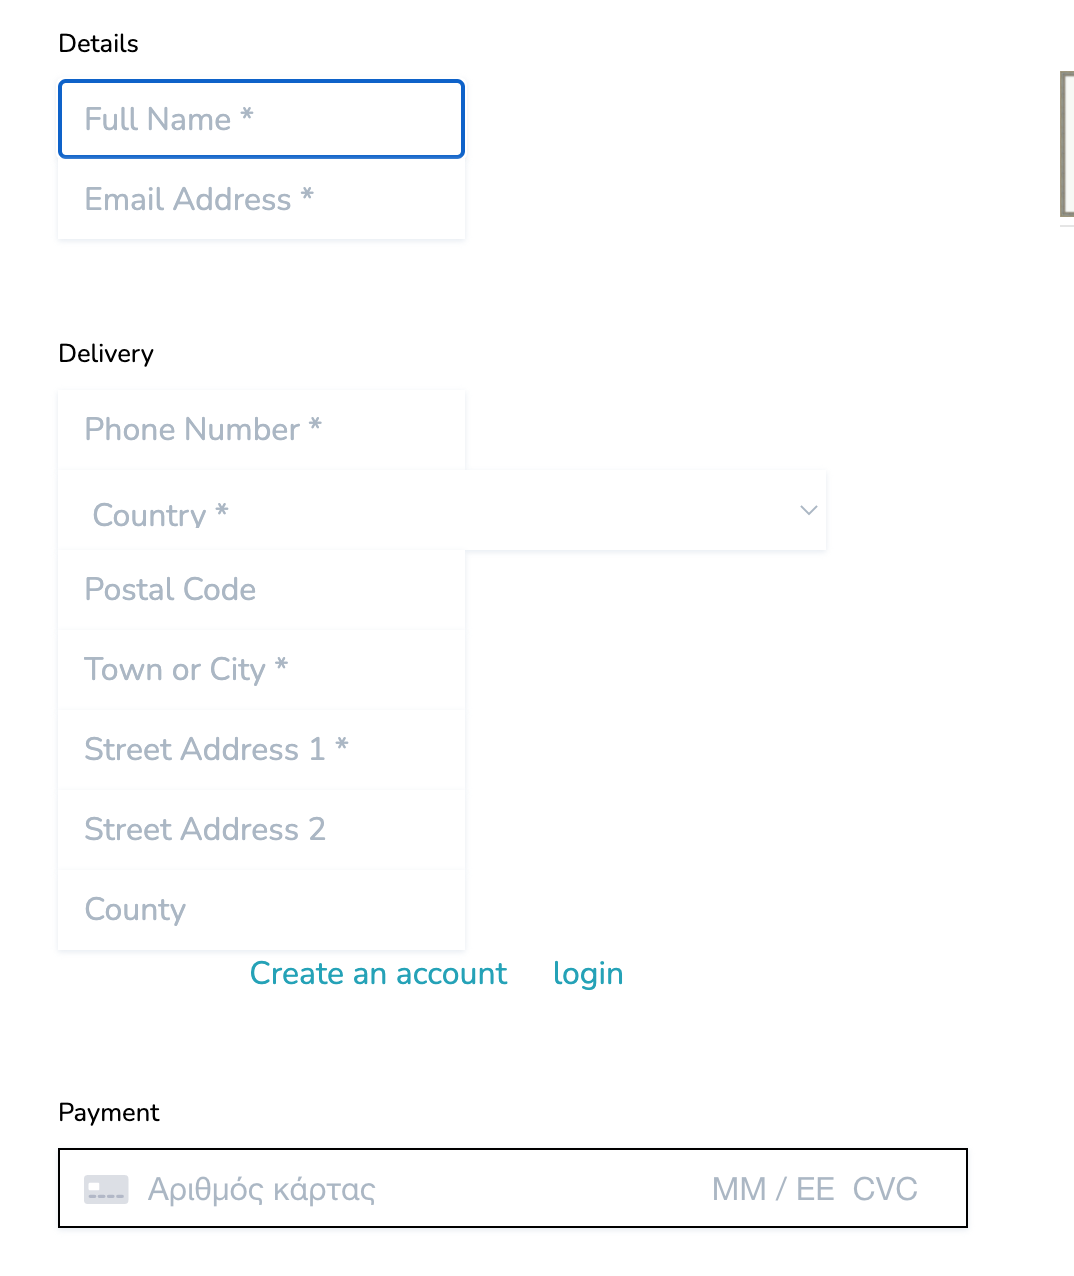 Details
Full Name *
Email Address *
Delivery
Phone Number *
Country *
Postal Code
Town or City *
Street Address 1 *
Street Address 2
County
Create an account login
Payment
Αριθμός κάρτας MM / ΕΕ CVC